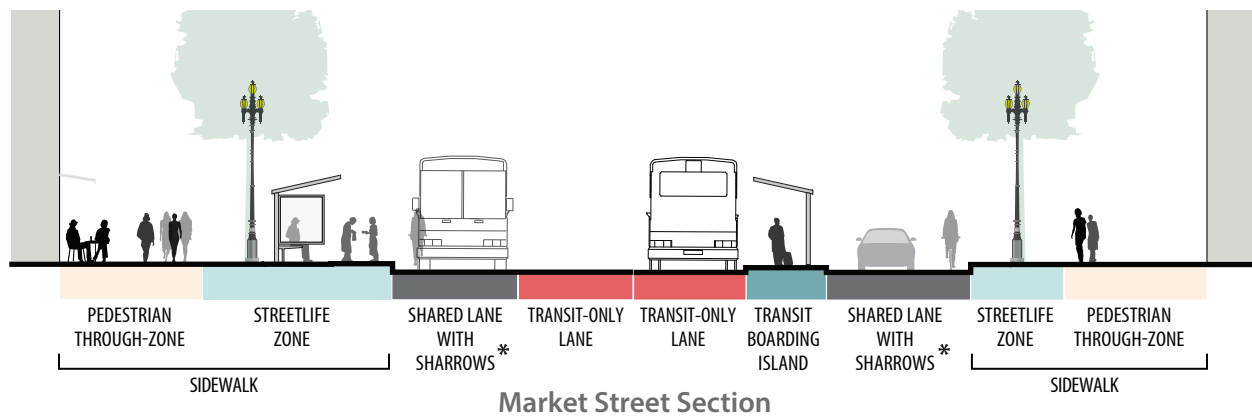 PEDESTRIAN
THROUGH-ZONE
STREETLIFE
ZONE
SHARED LANE
WITH
SHARROWS*
TRANSIT-ONLY
LANE
TRANSIT-ONLY
LANE
TRANSIT
BOARDING
ISLAND
SHARED LANE
WITH
SHARROWS*
STREETLIFE
ZONE
PEDESTRIAN
THROUGH-ZONE
SIDEWALK
SIDEWALK
Market Street Section